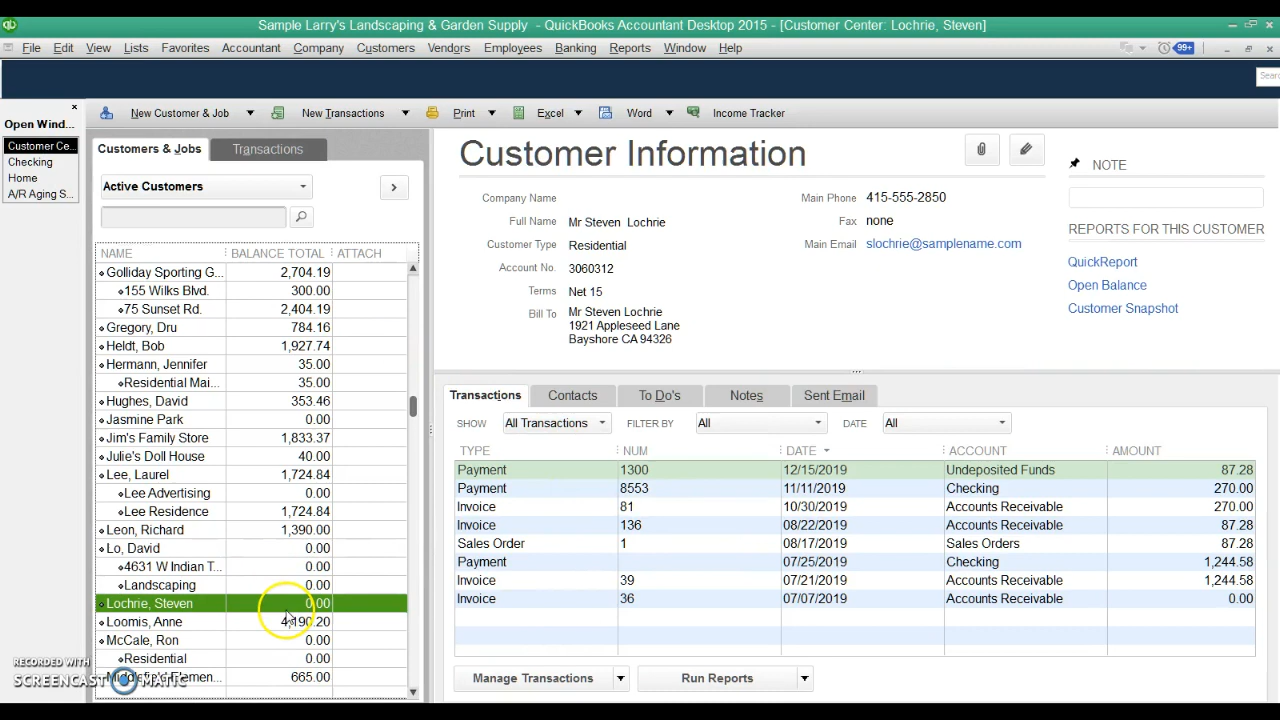 Sample Larry's Landscaping & Garden Supply - QuickBooks Accountant Desktop 2015 - [Customer Center: Lochrie, Steven]
File Edit View Lists Favorites Accountant Company Customers Vendors Employees Banking Reports Window Help 99+
Searc
New Customer & Job New Transactions Print Excel Word Income Tracker
Open Wind...
Customer Ce...
Checking
Home
A/R Aging S...
Customers & Jobs Transactions
Active Customers
NAME BALANCE TOTAL ATTACH
Golliday Sporting G... 2,704.19
155 Wilks Blvd. 300.00
75 Sunset Rd. 2,404.19
Gregory, Dru 784.16
Heldt, Bob 1,927.74
Hermann, Jennifer 35.00
Residential Mai... 35.00
Hughes, David 353.46
Jasmine Park 0.00
Jim's Family Store 1,833.37
Julie's Doll House 40.00
Lee, Laurel 1,724.84
Lee Advertising 0.00
Lee Residence 1,724.84
Leon, Richard 1,390.00
Lo, David 0.00
4631 W Indian T... 0.00
Landscaping 0.00
Lochrie, Steven 0.00
Loomis, Anne 4,190.20
McCale, Ron 0.00
Residential 0.00
665.00
Customer Information
Company Name
Full Name Mr Steven Lochrie
Customer Type Residential
Account No. 3060312
Terms Net 15
Bill To Mr Steven Lochrie
1921 Appleseed Lane
Bayshore CA 94326
Main Phone 415-555-2850
Fax none
Main Email slochrie@samplename.com
NOTE
REPORTS FOR THIS CUSTOMER
QuickReport
Open Balance
Customer Snapshot
Transactions Contacts To Do's Notes Sent Email
SHOW All Transactions FILTER BY All DATE All
TYPE NUM DATE ACCOUNT AMOUNT
Payment 1300 12/15/2019 Undeposited Funds 87.28
Payment 8553 11/11/2019 Checking 270.00
Invoice 81 10/30/2019 Accounts Receivable 270.00
Invoice 136 08/22/2019 Accounts Receivable 87.28
Sales Order 1 08/17/2019 Sales Orders 87.28
Payment 07/25/2019 Checking 1,244.58
Invoice 39 07/21/2019 Accounts Receivable 1,244.58
Invoice 36 07/07/2019 Accounts Receivable 0.00
Manage Transactions Run Reports
RECORDED WITH
SCREENCAST MATIC